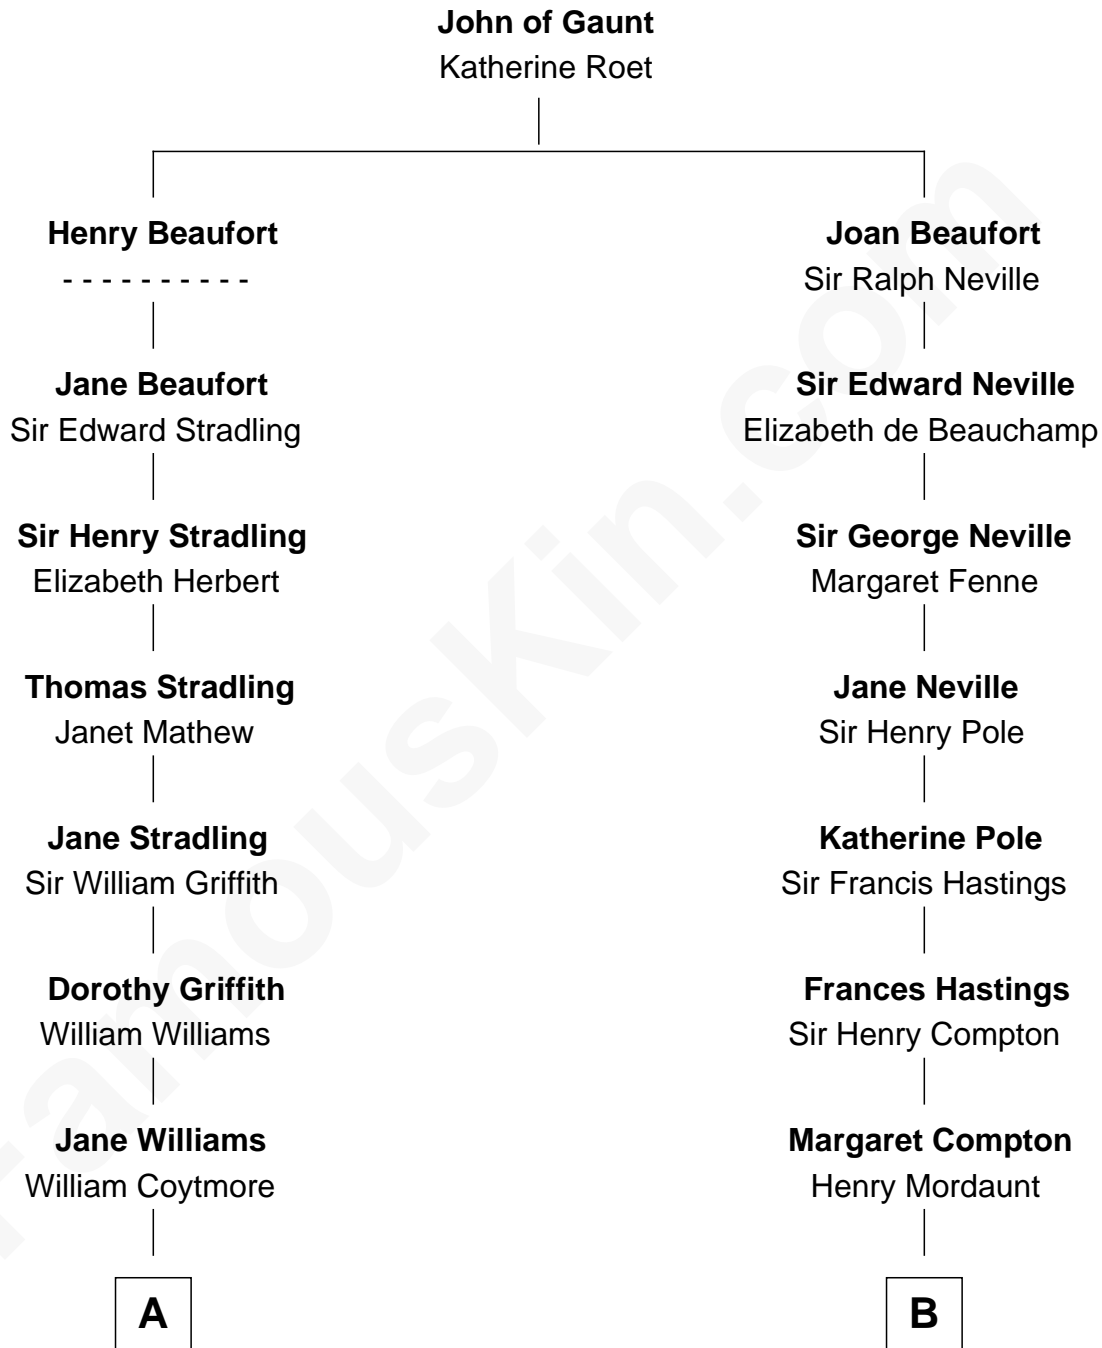 John of Gaunt
Katherine Roet
Henry Beaufort
- - - - - - - - - -
Jane Beaufort
Sir Edward Stradling
Sir Henry Stradling
Elizabeth Herbert
Thomas Stradling
Janet Mathew
Jane Stradling
Sir William Griffith
Dorothy Griffith
William Williams
Jane Williams
William Coytmore
A
Joan Beaufort
Sir Ralph Neville
Sir Edward Neville
Elizabeth de Beauchamp
Sir George Neville
Margaret Fenne
Jane Neville
Sir Henry Pole
Katherine Pole
Sir Francis Hastings
Frances Hastings
Sir Henry Compton
Margaret Compton
Henry Mordaunt
B
FamousKin.com